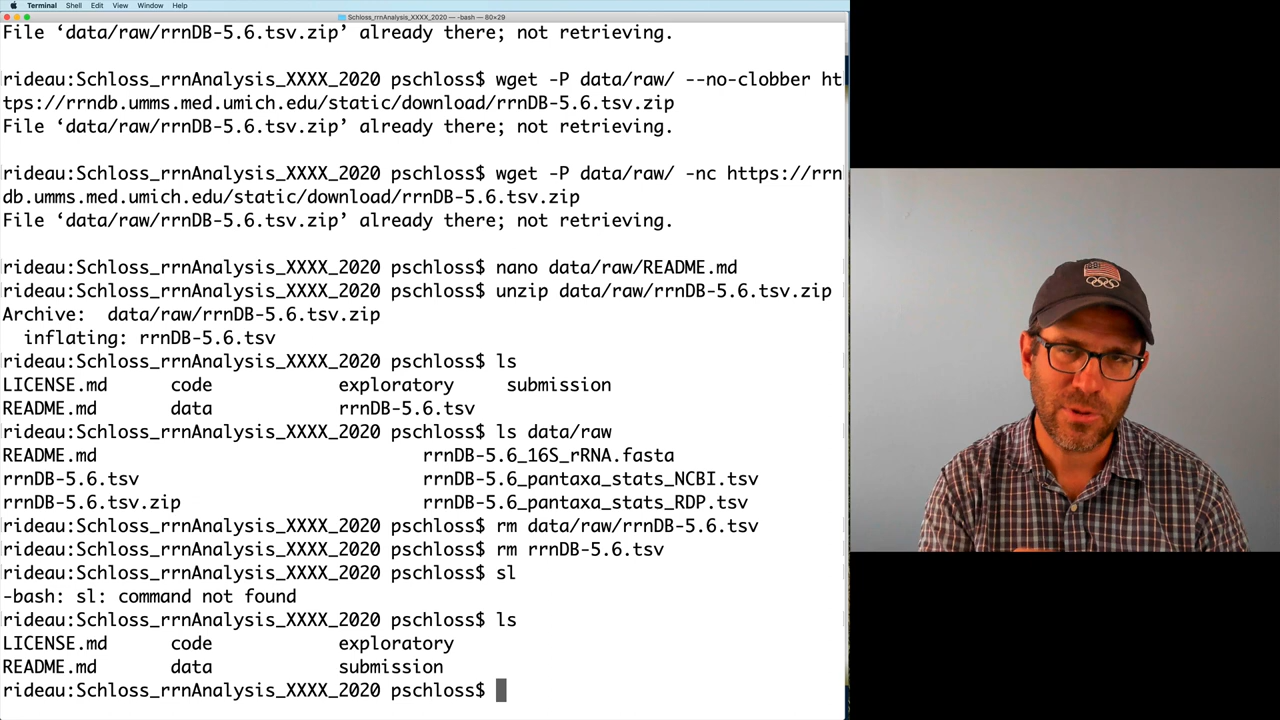 Terminal Shell Edit View Window Help
Schloss_rrnAnalysis_XXXX_2020 — -bash — 80×29
File ‘data/raw/rrnDB-5.6.tsv.zip’ already there; not retrieving.
rideau:Schloss_rrnAnalysis_XXXX_2020 pschloss$ wget -P data/raw/ --no-clobber ht
tps://rrndb.umms.med.umich.edu/static/download/rrnDB-5.6.tsv.zip
File ‘data/raw/rrnDB-5.6.tsv.zip’ already there; not retrieving.
rideau:Schloss_rrnAnalysis_XXXX_2020 pschloss$ wget -P data/raw/ -nc https://rrn
db.umms.med.umich.edu/static/download/rrnDB-5.6.tsv.zip
File ‘data/raw/rrnDB-5.6.tsv.zip’ already there; not retrieving.
rideau:Schloss_rrnAnalysis_XXXX_2020 pschloss$ nano data/raw/README.md
rideau:Schloss_rrnAnalysis_XXXX_2020 pschloss$ unzip data/raw/rrnDB-5.6.tsv.zip
Archive:  data/raw/rrnDB-5.6.tsv.zip
  inflating: rrnDB-5.6.tsv
rideau:Schloss_rrnAnalysis_XXXX_2020 pschloss$ ls
LICENSE.md      code            exploratory     submission
README.md       data            rrnDB-5.6.tsv
rideau:Schloss_rrnAnalysis_XXXX_2020 pschloss$ ls data/raw
README.md                               rrnDB-5.6_16S_rRNA.fasta
rrnDB-5.6.tsv                           rrnDB-5.6_pantaxa_stats_NCBI.tsv
rrnDB-5.6.tsv.zip                       rrnDB-5.6_pantaxa_stats_RDP.tsv
rideau:Schloss_rrnAnalysis_XXXX_2020 pschloss$ rm data/raw/rrnDB-5.6.tsv
rideau:Schloss_rrnAnalysis_XXXX_2020 pschloss$ rm rrnDB-5.6.tsv
rideau:Schloss_rrnAnalysis_XXXX_2020 pschloss$ sl
-bash: sl: command not found
rideau:Schloss_rrnAnalysis_XXXX_2020 pschloss$ ls
LICENSE.md      code            exploratory
README.md       data            submission
rideau:Schloss_rrnAnalysis_XXXX_2020 pschloss$